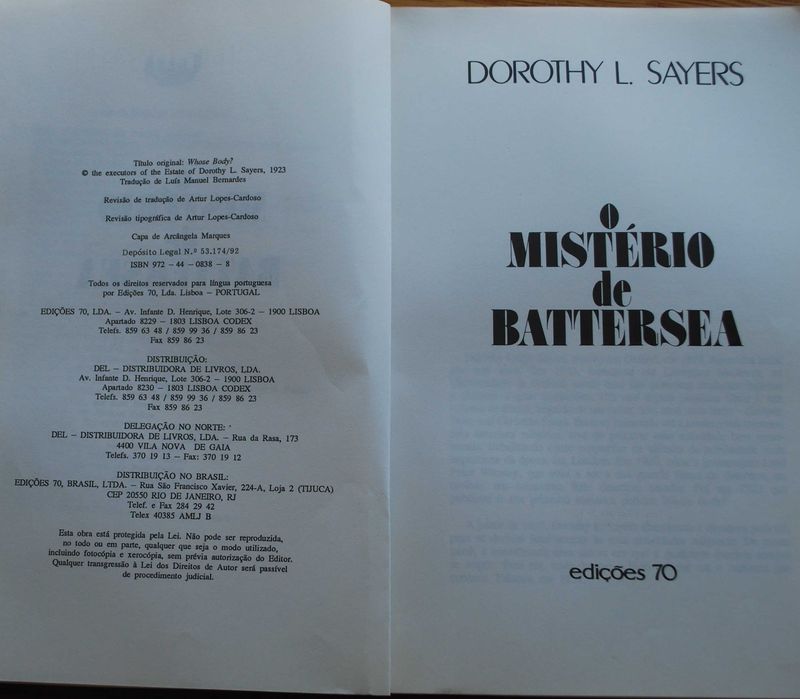 Título original: Whose Body?
© the executors of the Estate of Dorothy L. Sayers, 1923
Tradução de Luís Manuel Bernardes
Revisão de tradução de Artur Lopes-Cardoso
Revisão tipográfica de Artur Lopes-Cardoso
Capa de Arcângela Marques
Depósito Legal N.º 53.174/92
ISBN 972 – 44 – 0838 – 8
Todos os direitos reservados para língua portuguesa
por Edições 70, Lda. Lisboa – PORTUGAL
EDIÇÕES 70, LDA. – Av. Infante D. Henrique, Lote 306-2 – 1900 LISBOA
Apartado 8229 – 1803 LISBOA CODEX
Telefs. 859 63 48 / 859 99 36 / 859 86 23
Fax 859 86 23
DISTRIBUIÇÃO:
DEL – DISTRIBUIDORA DE LIVROS, LDA.
Av. Infante D. Henrique, Lote 306-2 – 1900 LISBOA
Apartado 8230 – 1803 LISBOA CODEX
Telefs. 859 63 48 / 859 99 36 / 859 86 23
Fax 859 86 23
DELEGAÇÃO NO NORTE:
DEL – DISTRIBUIDORA DE LIVROS, LDA. – Rua da Rasa, 173
4400 VILA NOVA DE GAIA
Telefs. 370 19 13 – Fax: 370 19 12
DISTRIBUIÇÃO NO BRASIL:
EDIÇÕES 70, BRASIL, LTDA. – Rua São Francisco Xavier, 224-A, Loja 2 (TIJUCA)
CEP 20550 RIO DE JANEIRO, RJ
Telef. e Fax 284 29 42
Telex 40385 AMLJ B
Esta obra está protegida pela Lei. Não pode ser reproduzida,
no todo ou em parte, qualquer que seja o modo utilizado,
incluindo fotocópia e xerocópia, sem prévia autorização do Editor.
Qualquer transgressão à Lei dos Direitos de Autor será passível
de procedimento judicial.
DOROTHY L. SAYERS
O
MISTÉRIO
de
BATTERSEA
edições 70